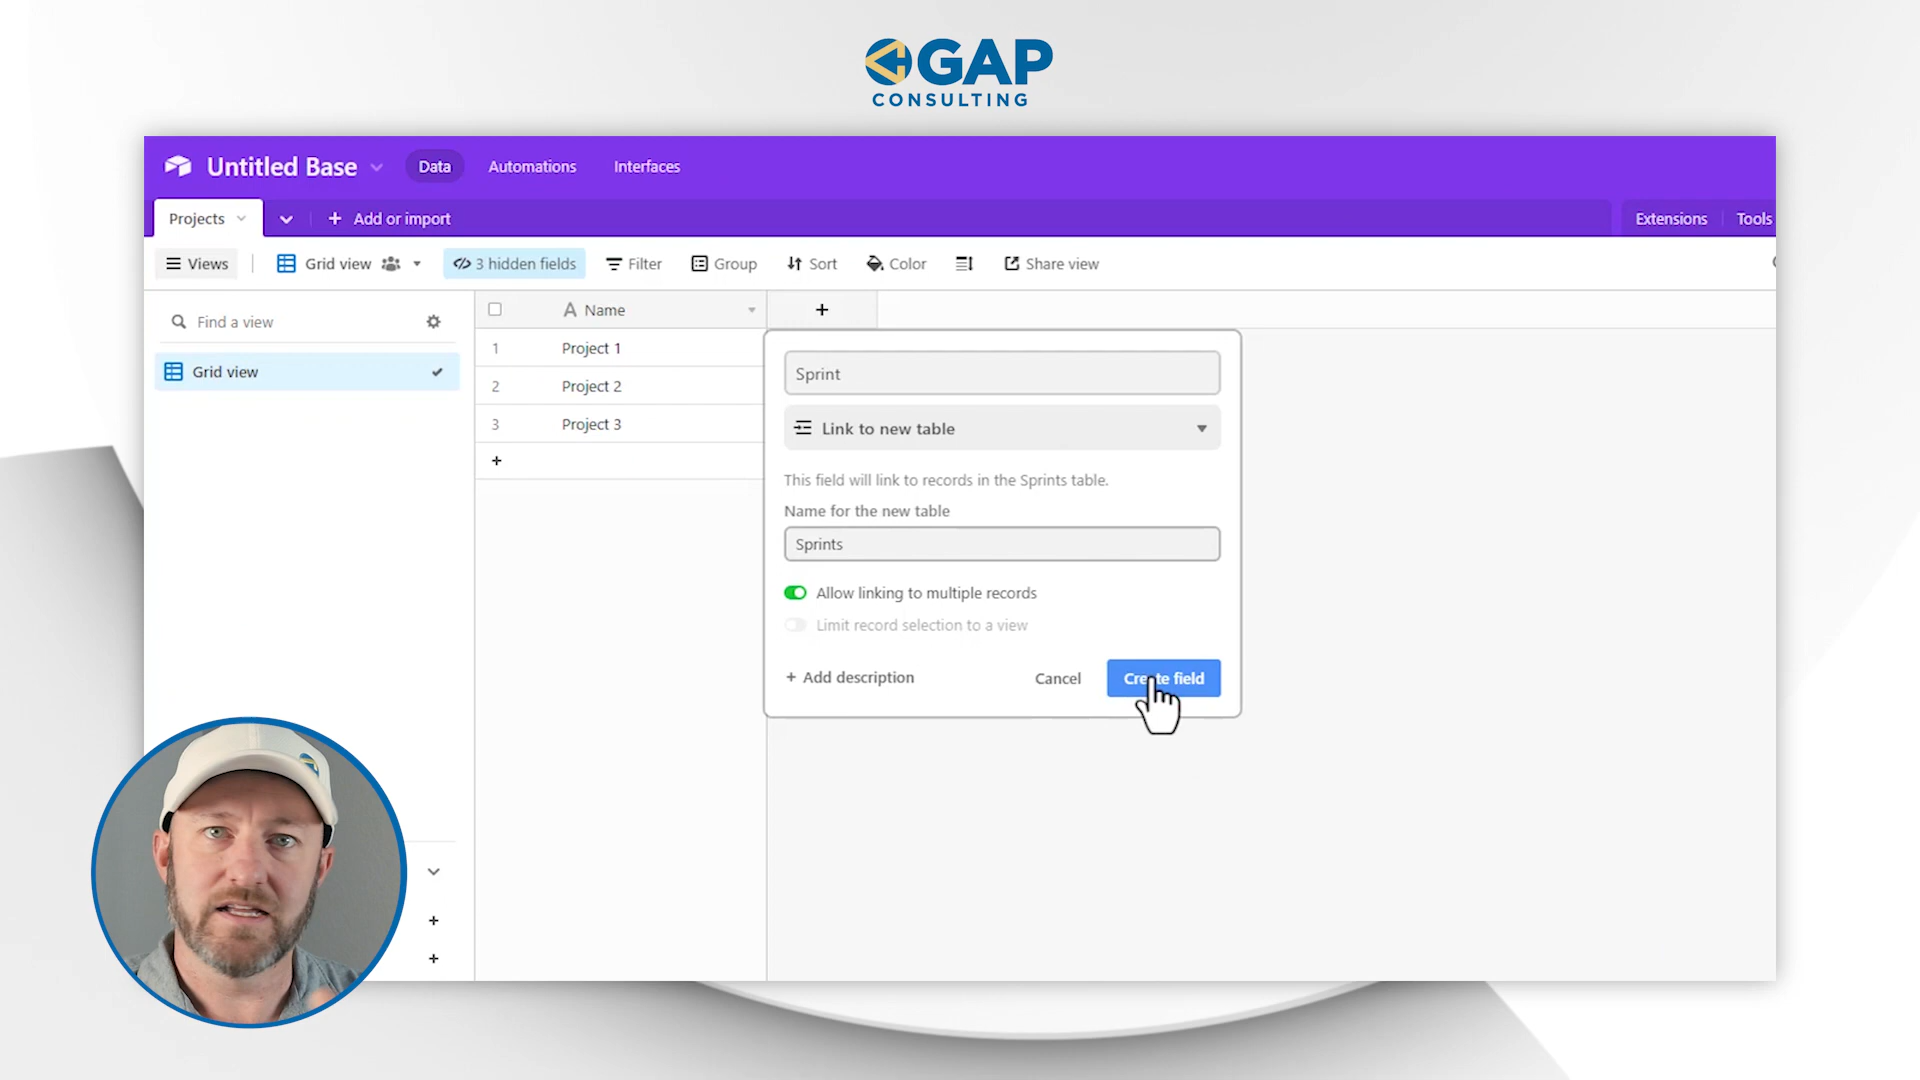 GAP
CONSULTING
Untitled Base
Data
Automations
Interfaces
Projects
+ Add or import
Extensions
Tools
Views
Grid view
3 hidden fields
Filter
Group
Sort
Color
Share view
Find a view
Grid view
A Name
+
1 Project 1
2 Project 2
3 Project 3
+
Sprint
Link to new table
This field will link to records in the Sprints table.
Name for the new table
Sprints
Allow linking to multiple records
Limit record selection to a view
+ Add description
Cancel
Create field
+
+